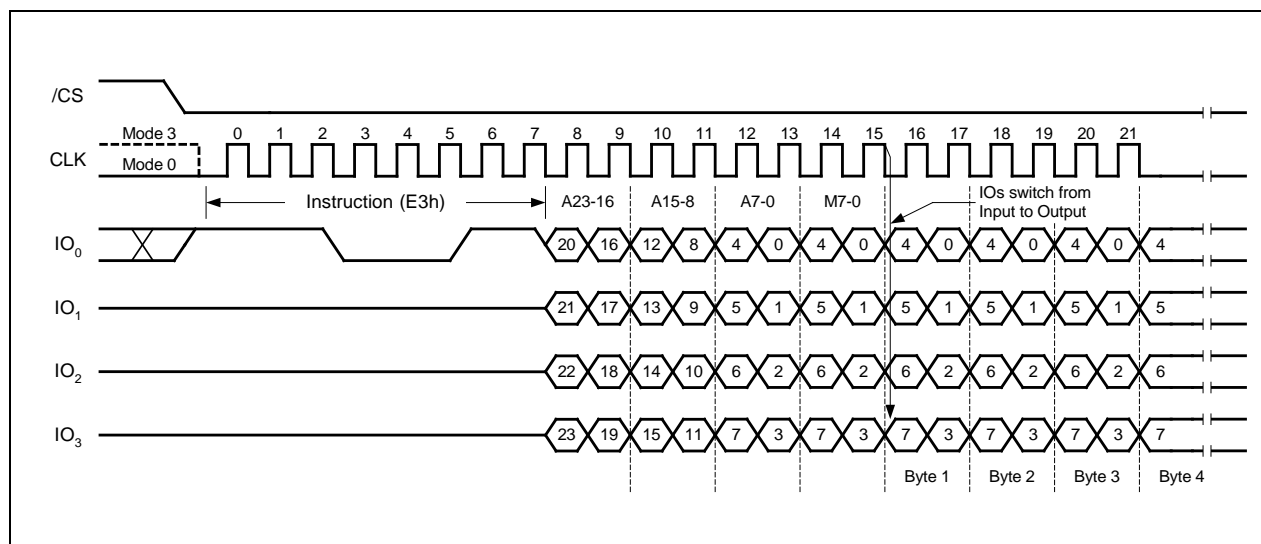 /CS
Mode 3
0 1 2 3 4 5 6 7 8 9 10 11 12 13 14 15 16 17 18 19 20 21
CLK
Mode 0
Instruction (E3h)
A23-16
A15-8
A7-0
M7-0
IOs switch from
Input to Output
IO0
20 16 12 8 4 0 4 0 4 0 4 0 4 0 4
IO1
21 17 13 9 5 1 5 1 5 1 5 1 5 1 5
IO2
22 18 14 10 6 2 6 2 6 2 6 2 6 2 6
IO3
23 19 15 11 7 3 7 3 7 3 7 3 7 3 7
Byte 1
Byte 2
Byte 3
Byte 4